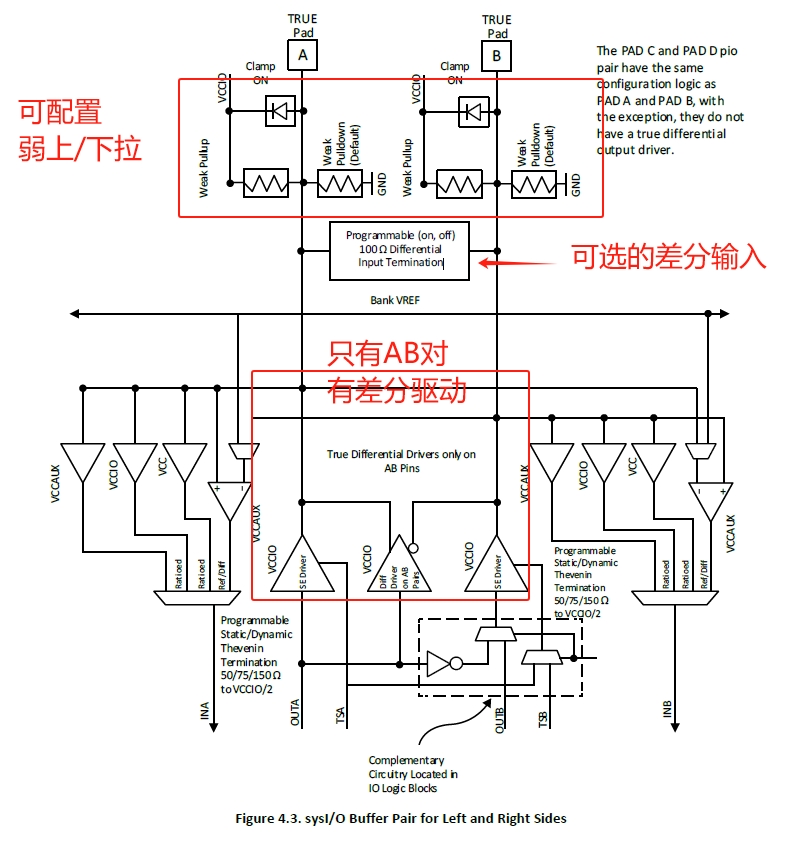 TRUE
Pad
A
TRUE
Pad
B
The PAD C and PAD D pio
pair have the same
configuration logic as
PAD A and PAD B, with
the exception, they do not
have a true differential
output driver.
Clamp
ON
VCCIO
Clamp
ON
VCCIO
可配置
弱上/下拉
Weak Pullup
Weak
Pulldown
(Default)
GND
Weak Pullup
Weak
Pulldown
(Default)
GND
Programmable (on, off)
100 Ω Differential
Input Termination
可选的差分输入
Bank VREF
只有AB对
有差分驱动
True Differential Drivers only on
AB Pins
VCCAUX
VCCIO
VCC
+
-
VCCAUX
VCCAUX
VCCIO
VCC
-
+
VCCAUX
VCCIO
SE Driver
VCCIO
Diff
Driver
on AB
Pairs
VCCIO
SE Driver
Ratioed
Ratioed
Ref/Diff
Ratioed
Ratioed
Ref/Diff
Programmable
Static/Dynamic
Thevenin
Termination
50/75/150 Ω
to VCCIO/2
Programmable
Static/Dynamic
Thevenin
Termination
50/75/150 Ω
to VCCIO/2
INA
OUTA
TSA
OUTB
TSB
INB
Complementary
Circuitry Located in
IO Logic Blocks
Figure 4.3. sysI/O Buffer Pair for Left and Right Sides